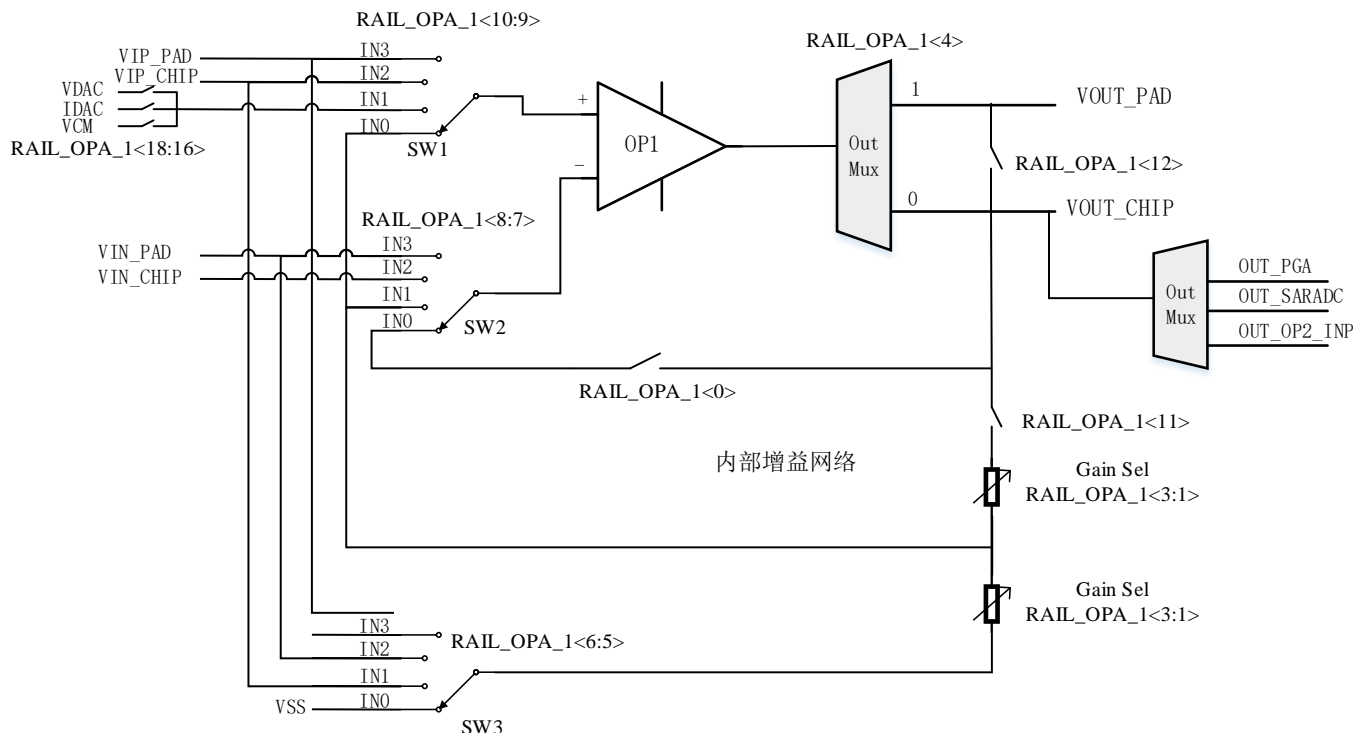 RAIL_OPA_1<10:9>
RAIL_OPA_1<4>
VIP_PAD
IN3
VIP_CHIP
IN2
VDAC
IDAC
IN1
VCM
IN0
RAIL_OPA_1<18:16>
SW1
+
-
OP1
Out
Mux
1
VOUT_PAD
RAIL_OPA_1<12>
0
VOUT_CHIP
RAIL_OPA_1<8:7>
VIN_PAD
IN3
VIN_CHIP
IN2
IN1
IN0
SW2
Out
Mux
OUT_PGA
OUT_SARADC
OUT_OP2_INP
RAIL_OPA_1<0>
RAIL_OPA_1<11>
内部增益网络
Gain Sel
RAIL_OPA_1<3:1>
Gain Sel
RAIL_OPA_1<3:1>
IN3
RAIL_OPA_1<6:5>
IN2
IN1
VSS
IN0
SW3